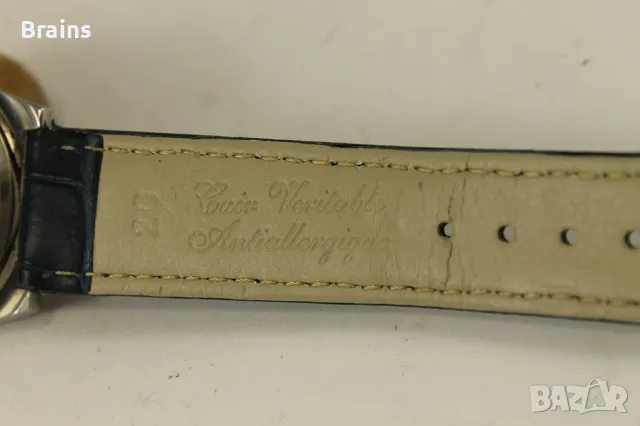 Brains
20
Cuir Veritable
Antiallergique
BAZAR